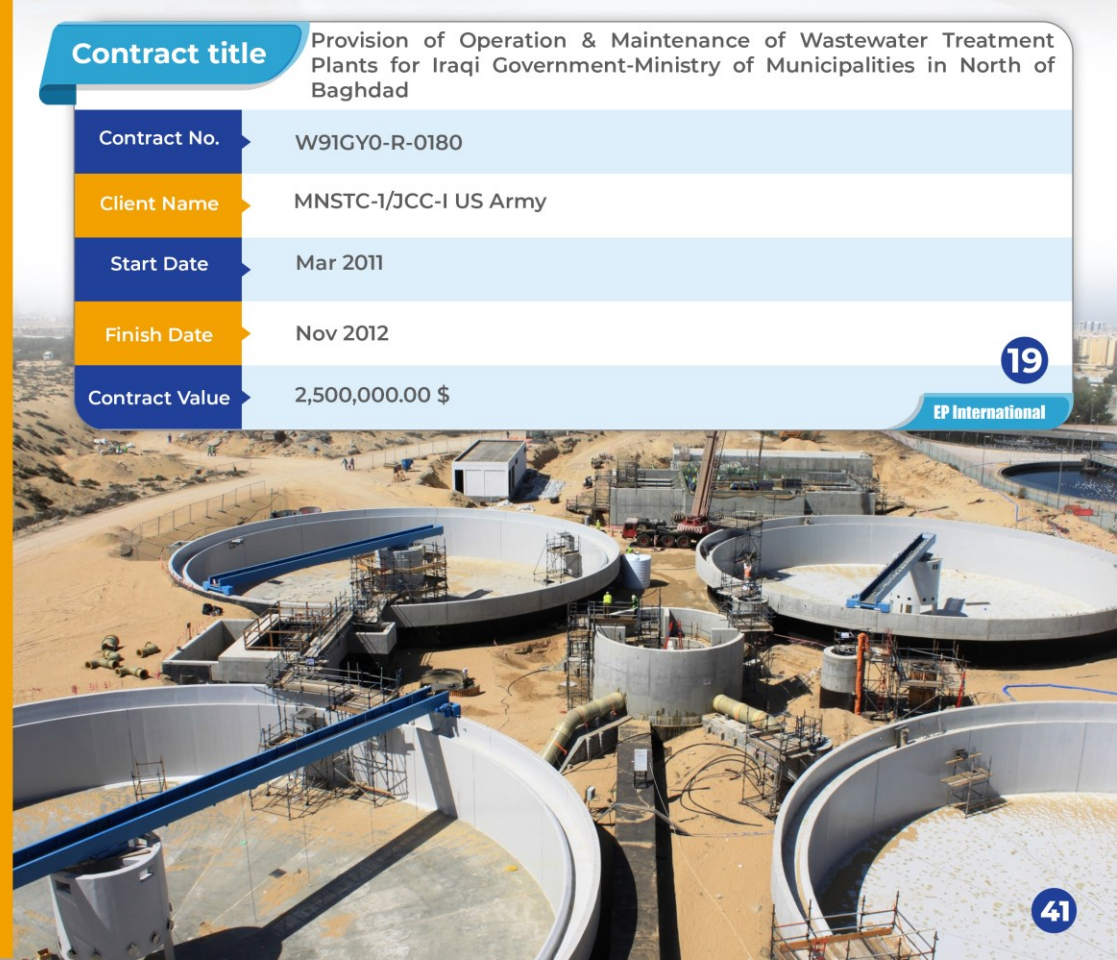 Contract title
Provision of Operation & Maintenance of Wastewater Treatment
Plants for Iraqi Government-Ministry of Municipalities in North of
Baghdad
Contract No.
W91GY0-R-0180
Client Name
MNSTC-1/JCC-I US Army
Start Date
Mar 2011
Finish Date
Nov 2012
Contract Value
2,500,000.00 $
19
EP International
41